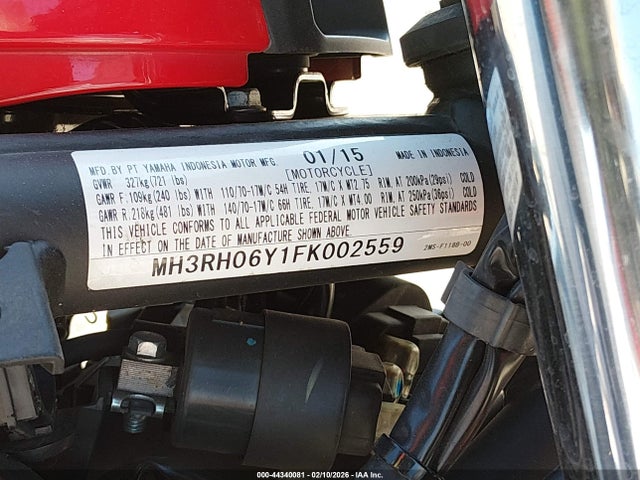 MFD.BY PT YAMAHA INDONESIA MOTOR MFG 01/15 MADE IN INDONESIA
GVWR 327kg(721 lbs) [MOTORCYCLE]
GAWR F.109kg(240 lbs)WITH 110/70-17M/C 54H TIRE, 17M/C X MT2.75 RIM, AT 200kPa(29psi) COLD
GAWR R.218kg(481 lbs)WITH 140/70-17M/C 66H TIRE, 17M/C X MT4.00 RIM, AT 250kPa(36psi) COLD
THIS VEHICLE CONFORMS TO ALL APPLICABLE FEDERAL MOTOR VEHICLE SAFETY STANDARDS
IN EFFECT ON THE DATE OF MANUFACTURE SHOWN ABOVE.
MH3RH06Y1FK002559 2MS-F118B-00
000-44340081 - 02/10/2026 - IAA Inc.